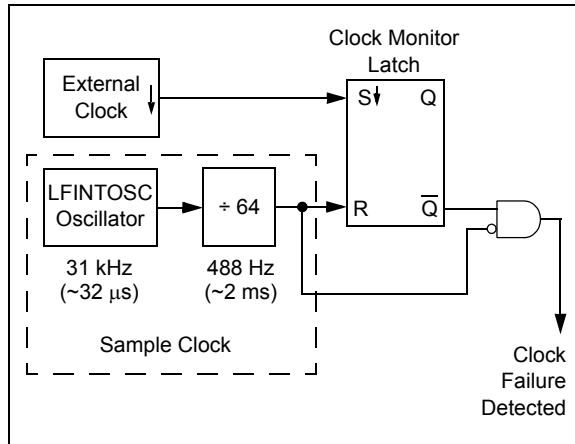 Clock Monitor
Latch
External
Clock
S
Q
LFINTOSC
Oscillator
÷ 64
R
Q
31 kHz
(~32 μs)
488 Hz
(~2 ms)
Sample Clock
Clock
Failure
Detected